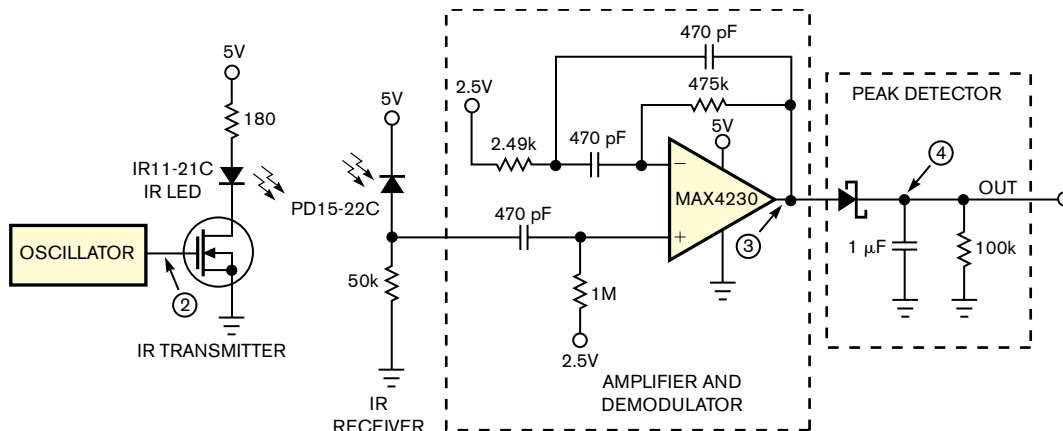 5V
180
IR11-21C
IR LED
OSCILLATOR
2
IR TRANSMITTER
5V
PD15-22C
50k
IR
RECEIVER
470 pF
475k
2.5V
2.49k
470 pF
5V
−
MAX4230
+
3
470 pF
1M
2.5V
AMPLIFIER AND
DEMODULATOR
PEAK DETECTOR
4
OUT
1 μF
100k